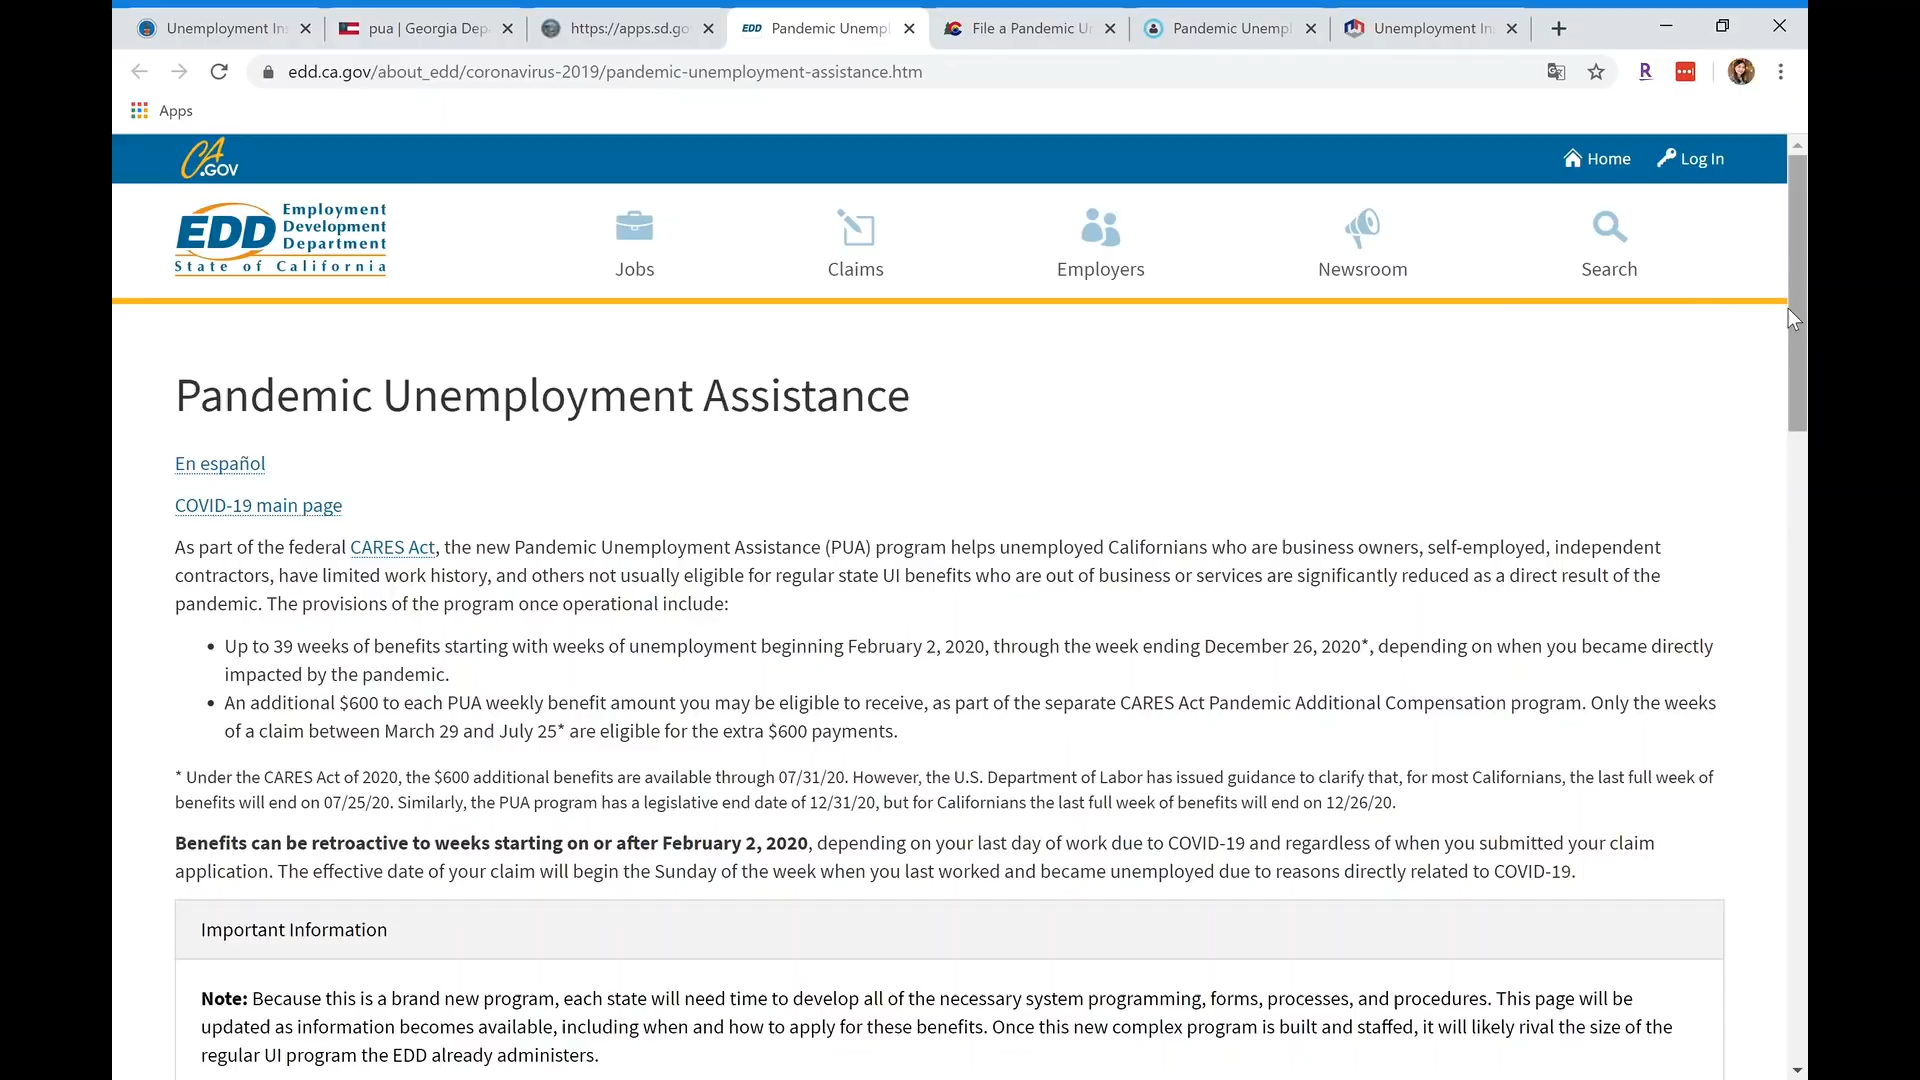 Unemployment In
pua | Georgia Dep
https://apps.sd.go
EDD Pandemic Unempl
File a Pandemic Un
Pandemic Unempl
Unemployment In
edd.ca.gov/about_edd/coronavirus-2019/pandemic-unemployment-assistance.htm
R
Apps
CA.GOV
Home
Log In
EDD Employment
Development
Department
State of California
Jobs
Claims
Employers
Newsroom
Search
Pandemic Unemployment Assistance
En español
COVID-19 main page
As part of the federal CARES Act, the new Pandemic Unemployment Assistance (PUA) program helps unemployed Californians who are business owners, self-employed, independent
contractors, have limited work history, and others not usually eligible for regular state UI benefits who are out of business or services are significantly reduced as a direct result of the
pandemic. The provisions of the program once operational include:
• Up to 39 weeks of benefits starting with weeks of unemployment beginning February 2, 2020, through the week ending December 26, 2020*, depending on when you became directly
impacted by the pandemic.
• An additional $600 to each PUA weekly benefit amount you may be eligible to receive, as part of the separate CARES Act Pandemic Additional Compensation program. Only the weeks
of a claim between March 29 and July 25* are eligible for the extra $600 payments.
* Under the CARES Act of 2020, the $600 additional benefits are available through 07/31/20. However, the U.S. Department of Labor has issued guidance to clarify that, for most Californians, the last full week of
benefits will end on 07/25/20. Similarly, the PUA program has a legislative end date of 12/31/20, but for Californians the last full week of benefits will end on 12/26/20.
Benefits can be retroactive to weeks starting on or after February 2, 2020, depending on your last day of work due to COVID-19 and regardless of when you submitted your claim
application. The effective date of your claim will begin the Sunday of the week when you last worked and became unemployed due to reasons directly related to COVID-19.
Important Information
Note: Because this is a brand new program, each state will need time to develop all of the necessary system programming, forms, processes, and procedures. This page will be
updated as information becomes available, including when and how to apply for these benefits. Once this new complex program is built and staffed, it will likely rival the size of the
regular UI program the EDD already administers.